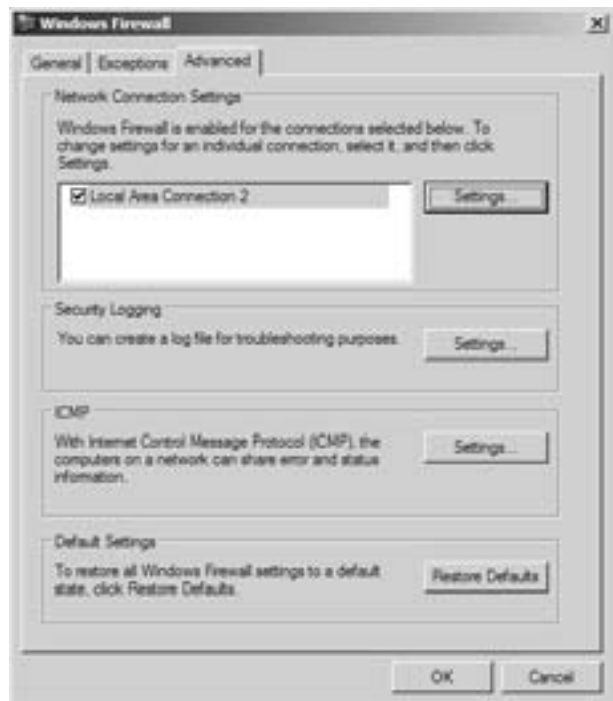 Windows Firewall
General
Exceptions
Advanced
Network Connection Settings
Windows Firewall is enabled for the connections selected below. To
change settings for an individual connection, select it, and then click
Settings.
Local Area Connection 2
Settings...
Security Logging
You can create a log file for troubleshooting purposes.
Settings...
ICMP
With Internet Control Message Protocol (ICMP), the
computers on a network can share error and status
information.
Settings...
Default Settings
To restore all Windows Firewall settings to a default
state, click Restore Defaults.
Restore Defaults
OK
Cancel